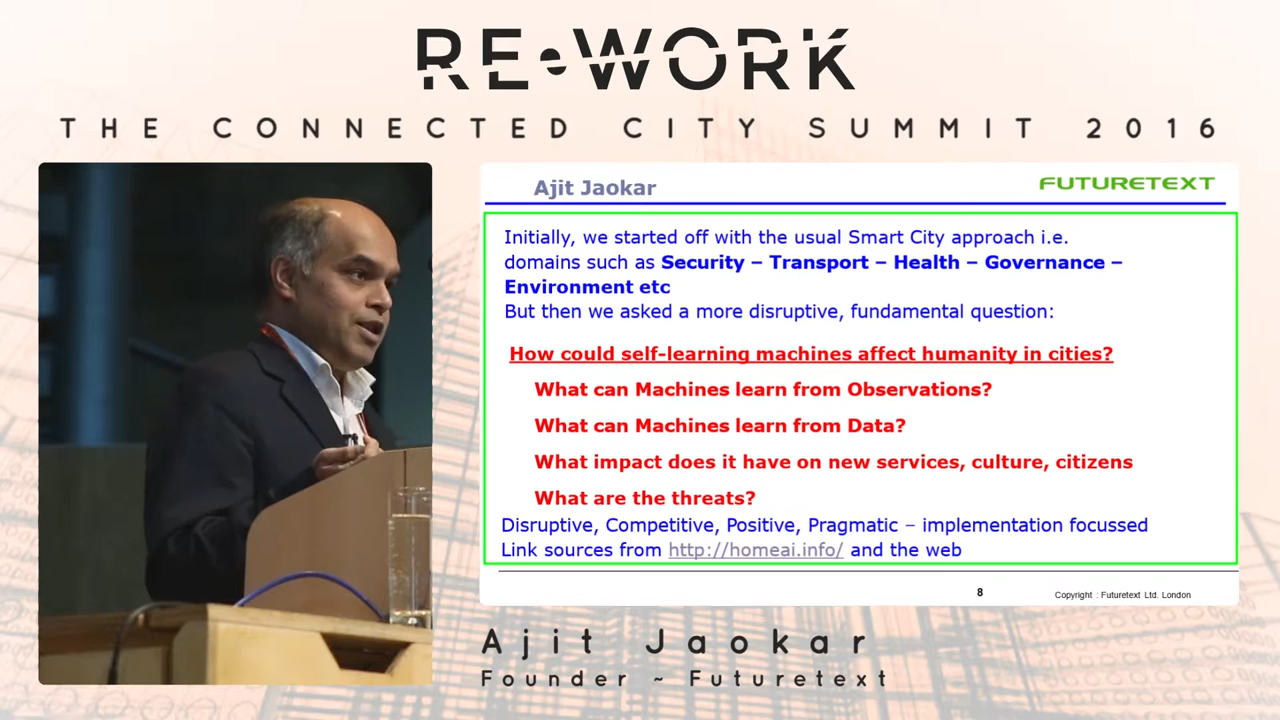 RE•WORK
THE CONNECTED CITY SUMMIT 2016
Ajit Jaokar
FUTURETEXT
Initially, we started off with the usual Smart City approach i.e.
domains such as Security – Transport – Health – Governance –
Environment etc
But then we asked a more disruptive, fundamental question:
How could self-learning machines affect humanity in cities?
What can Machines learn from Observations?
What can Machines learn from Data?
What impact does it have on new services, culture, citizens
What are the threats?
Disruptive, Competitive, Positive, Pragmatic – implementation focussed
Link sources from http://homeai.info/ and the web
8
Copyright : Futuretext Ltd. London
Ajit Jaokar
Founder ~ Futuretext